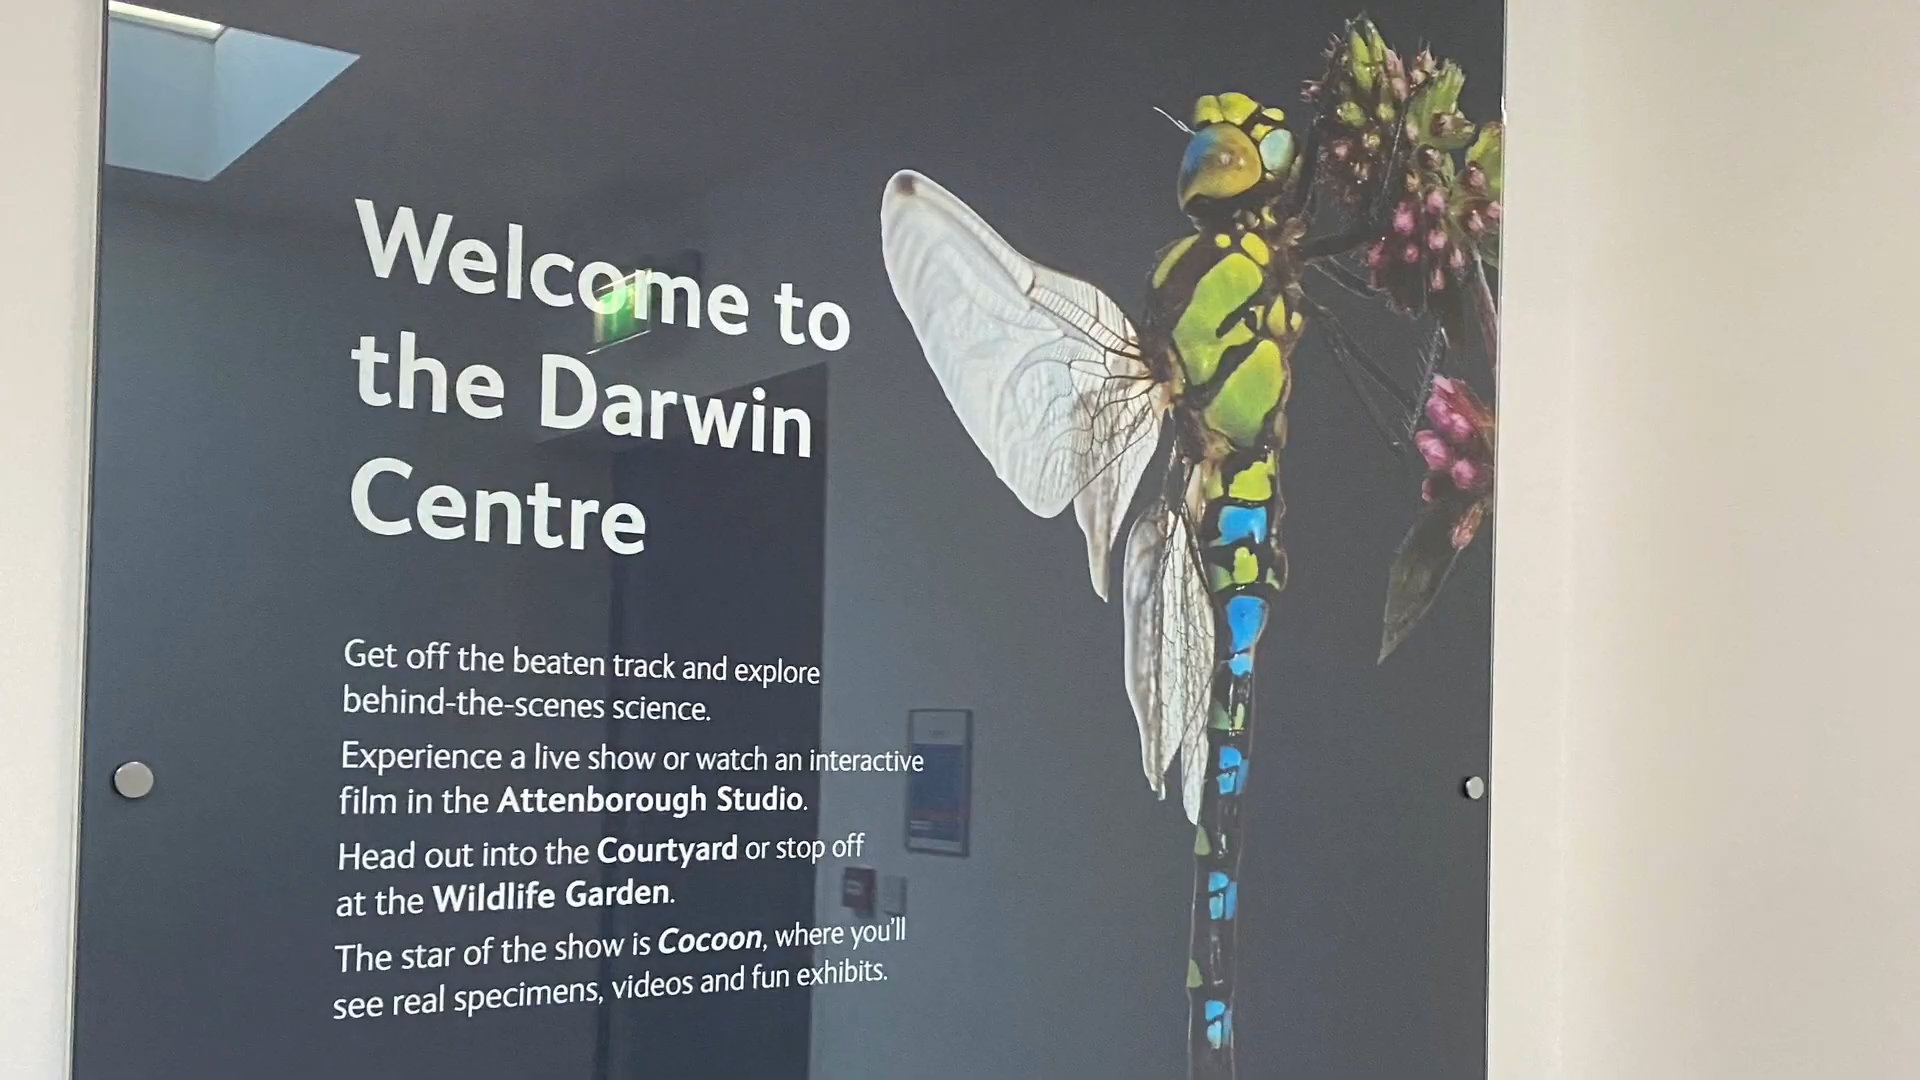 Welcome to
the Darwin
Centre
Get off the beaten track and explore
behind-the-scenes science.
Experience a live show or watch an interactive
film in the Attenborough Studio.
Head out into the Courtyard or stop off
at the Wildlife Garden.
The star of the show is Cocoon, where you'll
see real specimens, videos and fun exhibits.